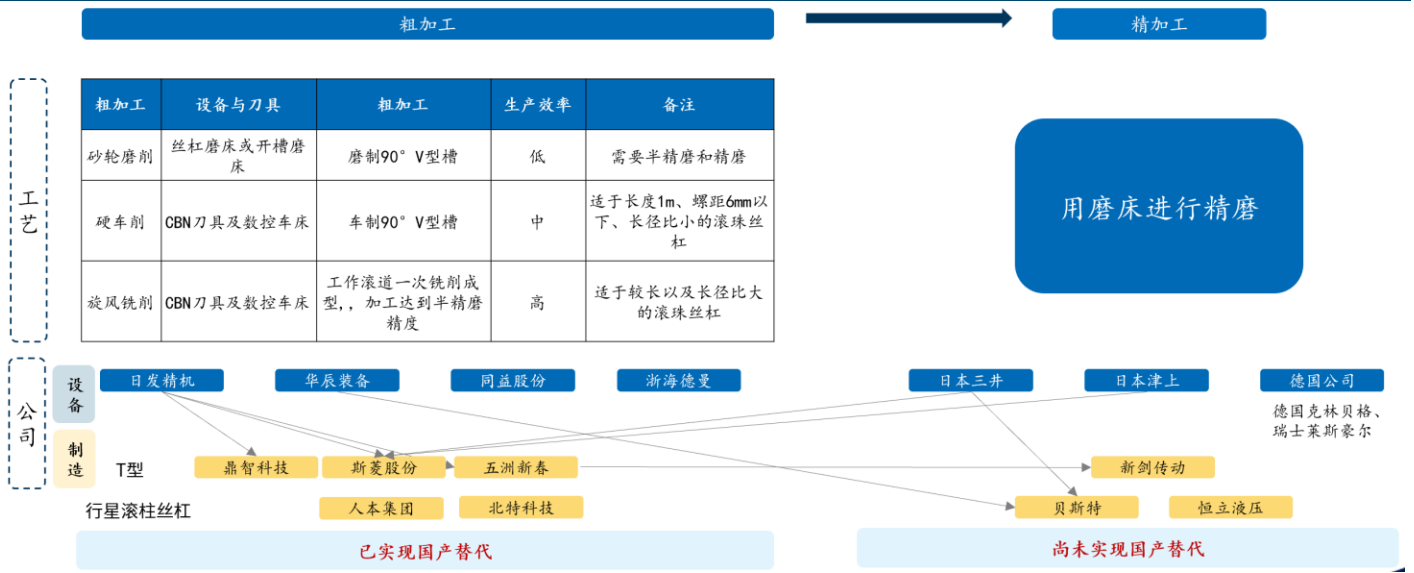 粗加工
精加工
工艺
粗加工 设备与刀具 粗加工 生产效率 备注
砂轮磨削
丝杠磨床或开槽磨
床
磨制90° V型槽
低
需要半精磨和精磨
硬车削
CBN刀具及数控车床
车制90° V型槽
中
适于长度1m、螺距6mm以
下、长径比小的滚珠丝
杠
旋风铣削
CBN刀具及数控车床
工作滚道一次铣削成
型,, 加工达到半精磨
精度
高
适于较长以及长径比大
的滚珠丝杠
用磨床进行精磨
公司
设备
日发精机 华辰装备 同益股份 浙海德曼 日本三井 日本津上 德国公司
德国克林贝格、
瑞士莱斯豪尔
制造
T型 鼎智科技 斯菱股份 五洲新春 新剑传动
行星滚柱丝杠 人本集团 北特科技 贝斯特 恒立液压
已实现国产替代
尚未实现国产替代